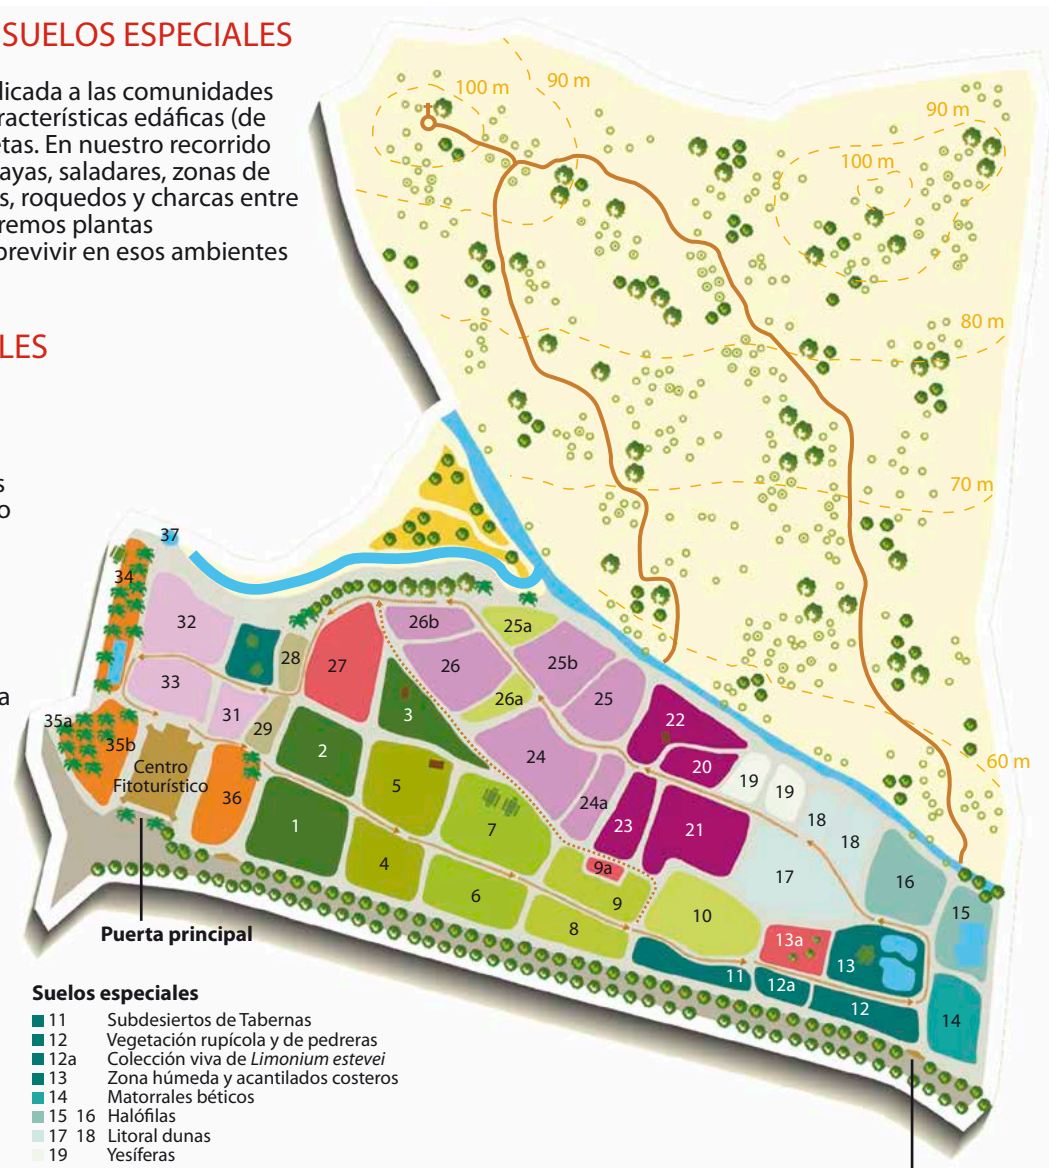 SUELOS ESPECIALES
dicada a las comunidades
racterísticas edáficas (de
etas. En nuestro recorrido
ayas, saladares, zonas de
s, roquedos y charcas entre
remos plantas
brevivir en esos ambientes
LES
s
o
a
100 m
90 m
90 m
100 m
80 m
70 m
60 m
37
34
32
28
27
26b
25a
26
25b
26a
25
33
31
29
3
22
35a
35b
Centro
Fitoturístico
36
2
5
24
20
19
19
24a
23
21
18
18
1
7
4
9a
17
16
6
9
10
15
8
13a
13
11
12a
12
14
Puerta principal
Suelos especiales
11 Subdesiertos de Tabernas
12 Vegetación rupícola y de pedreras
12a Colección viva de Limonium estevei
13 Zona húmeda y acantilados costeros
14 Matorrales béticos
15 16 Halófilas
17 18 Litoral dunas
19 Yesíferas